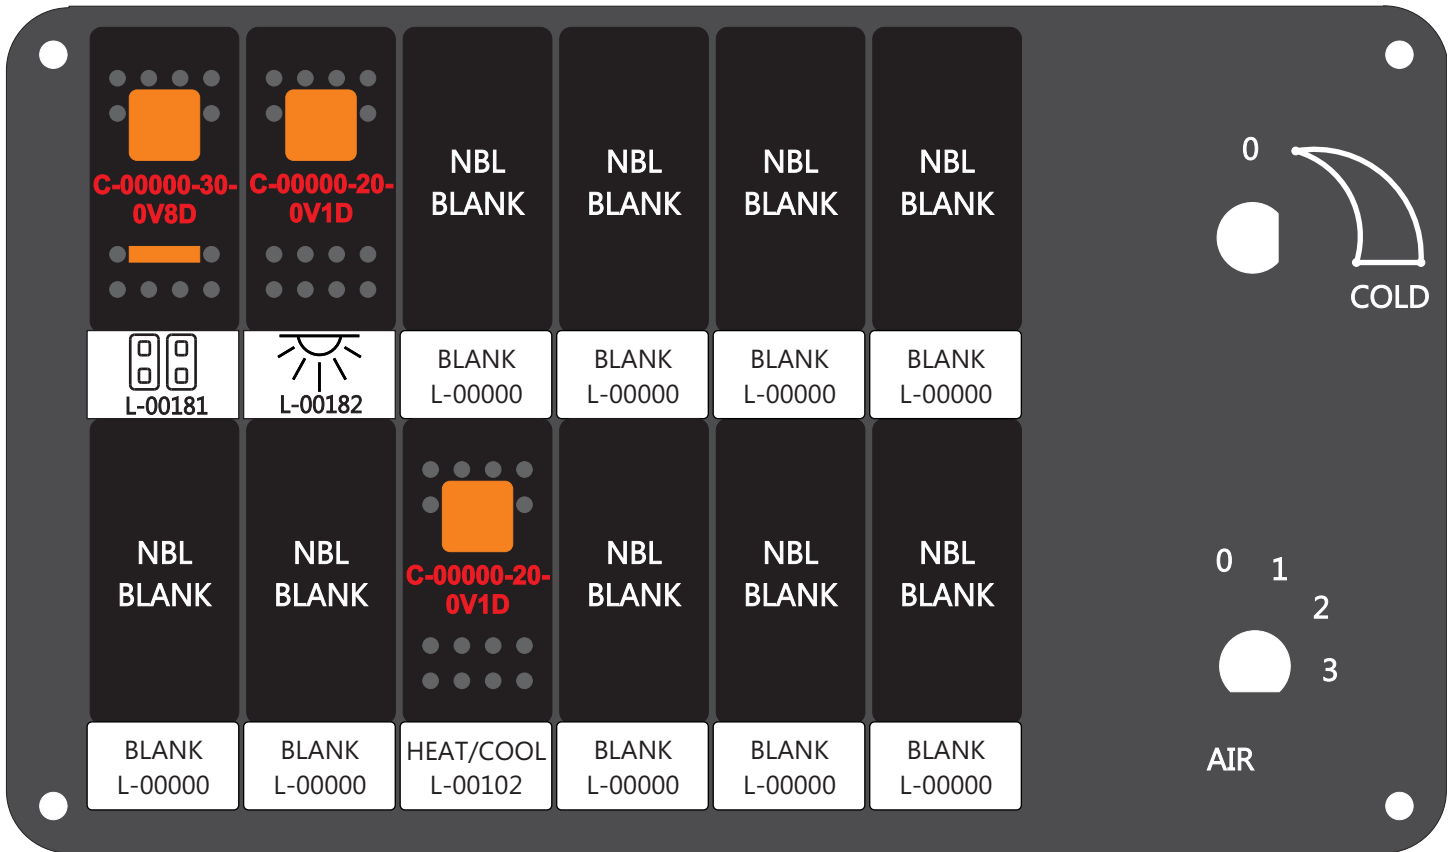 C-00000-30-
0V8D
C-00000-20-
0V1D
NBL
BLANK
NBL
BLANK
NBL
BLANK
NBL
BLANK
0
COLD
L-00181
L-00182
BLANK
L-00000
BLANK
L-00000
BLANK
L-00000
BLANK
L-00000
NBL
BLANK
NBL
BLANK
C-00000-20-
0V1D
NBL
BLANK
NBL
BLANK
NBL
BLANK
0
1
2
3
BLANK
L-00000
BLANK
L-00000
HEAT/COOL
L-00102
BLANK
L-00000
BLANK
L-00000
BLANK
L-00000
AIR